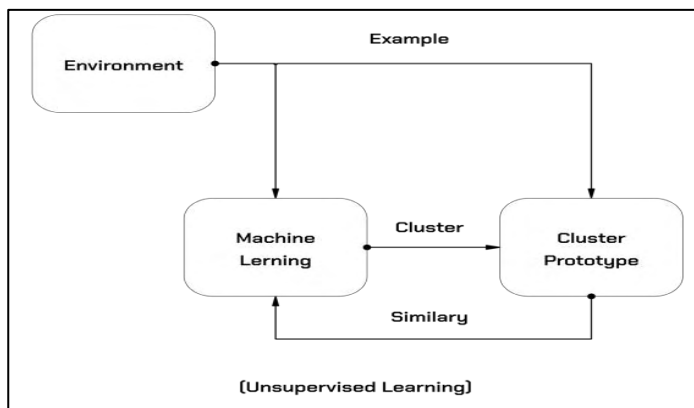 Example
Environment
Machine
Lerning
Cluster
Cluster
Prototype
Similary
(Unsupervised Learning)